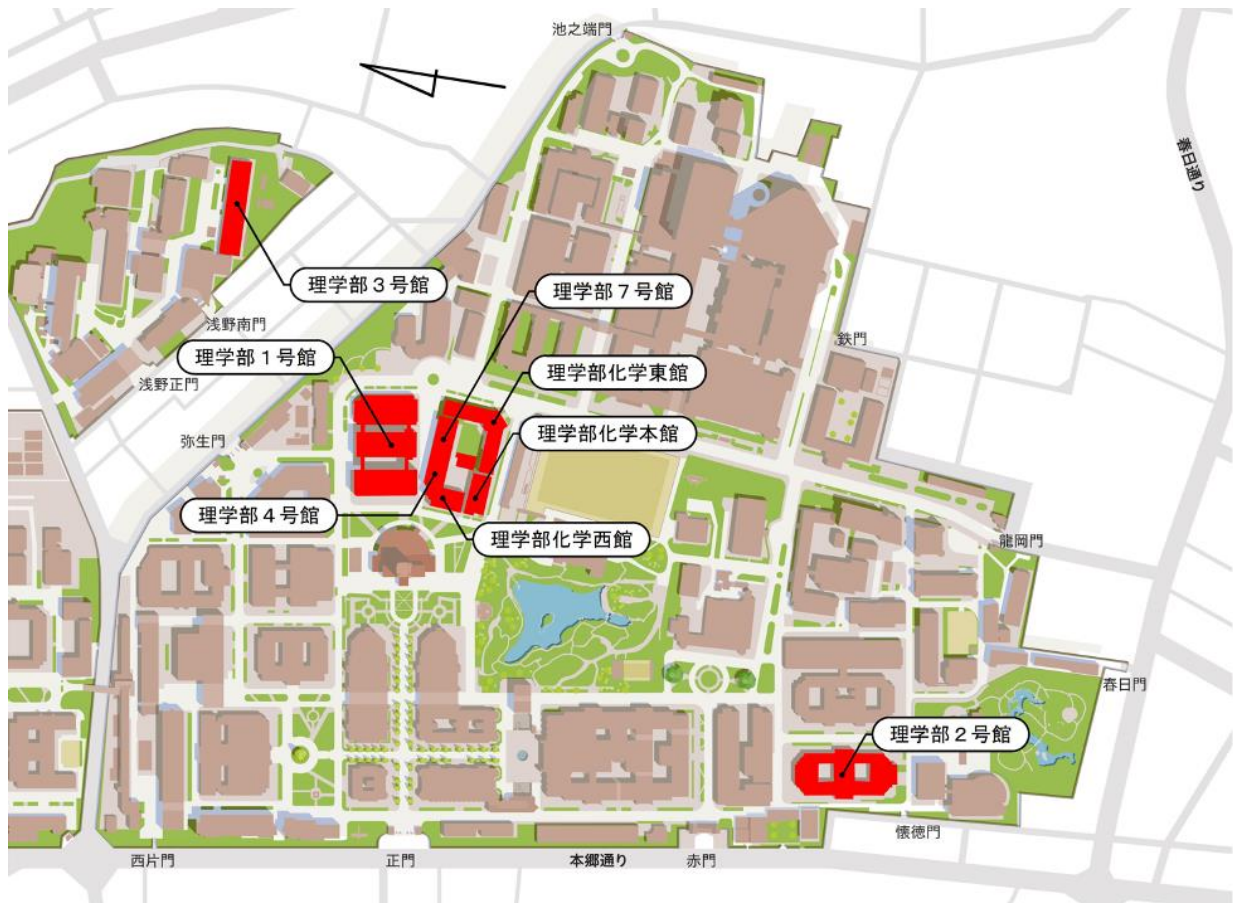 池之端門
春日通り
理学部3号館
理学部7号館
浅野南門
鉄門
理学部1号館
理学部化学東館
浅野正門
理学部化学本館
弥生門
理学部4号館
理学部化学西館
龍岡門
春日門
理学部2号館
懐徳門
西片門
正門
本郷通り
赤門